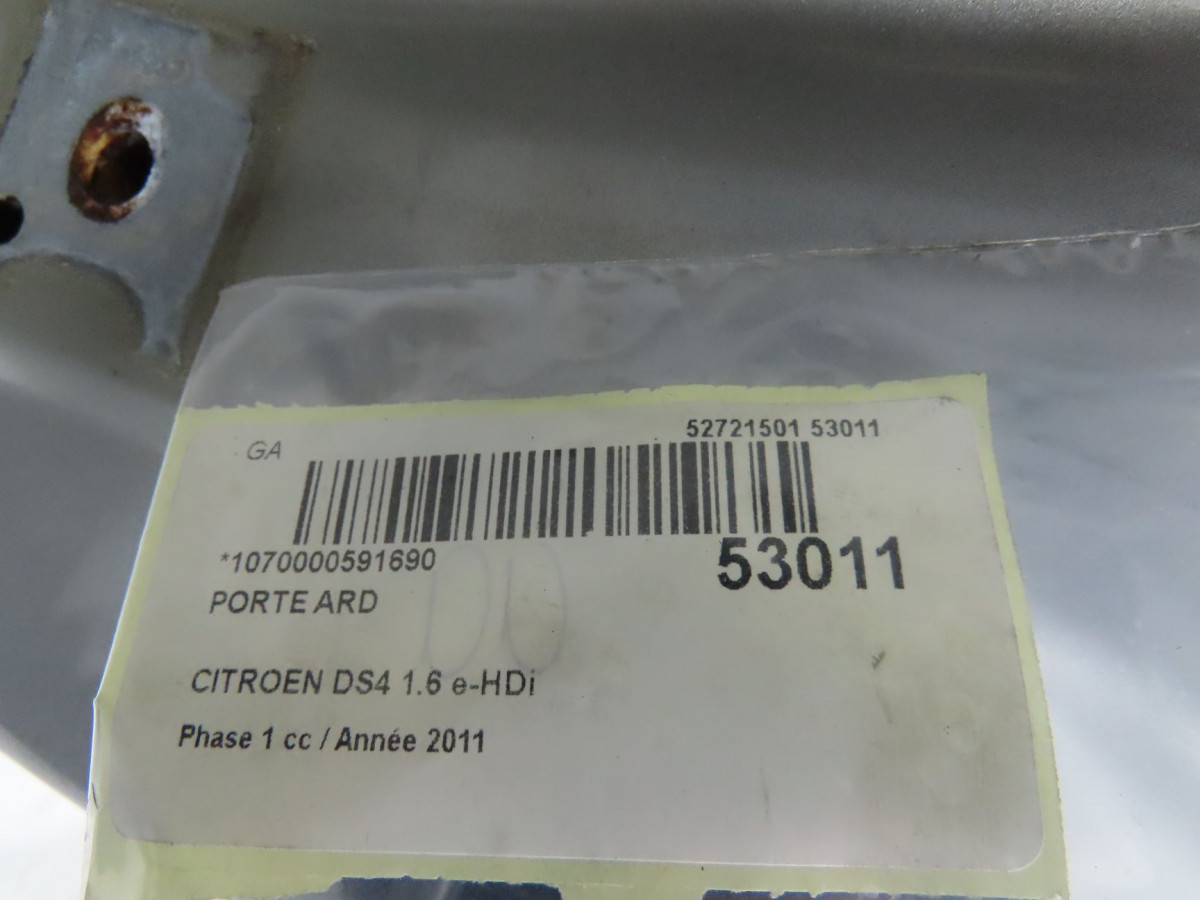 GA
52721501 53011
*1070000591690
53011
PORTE ARD
CITROEN DS4 1.6 e-HDi
Phase 1 cc / Année 2011